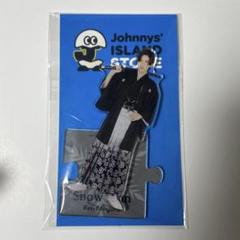 Johnnys'
ISLAND
STORE
Snow Man